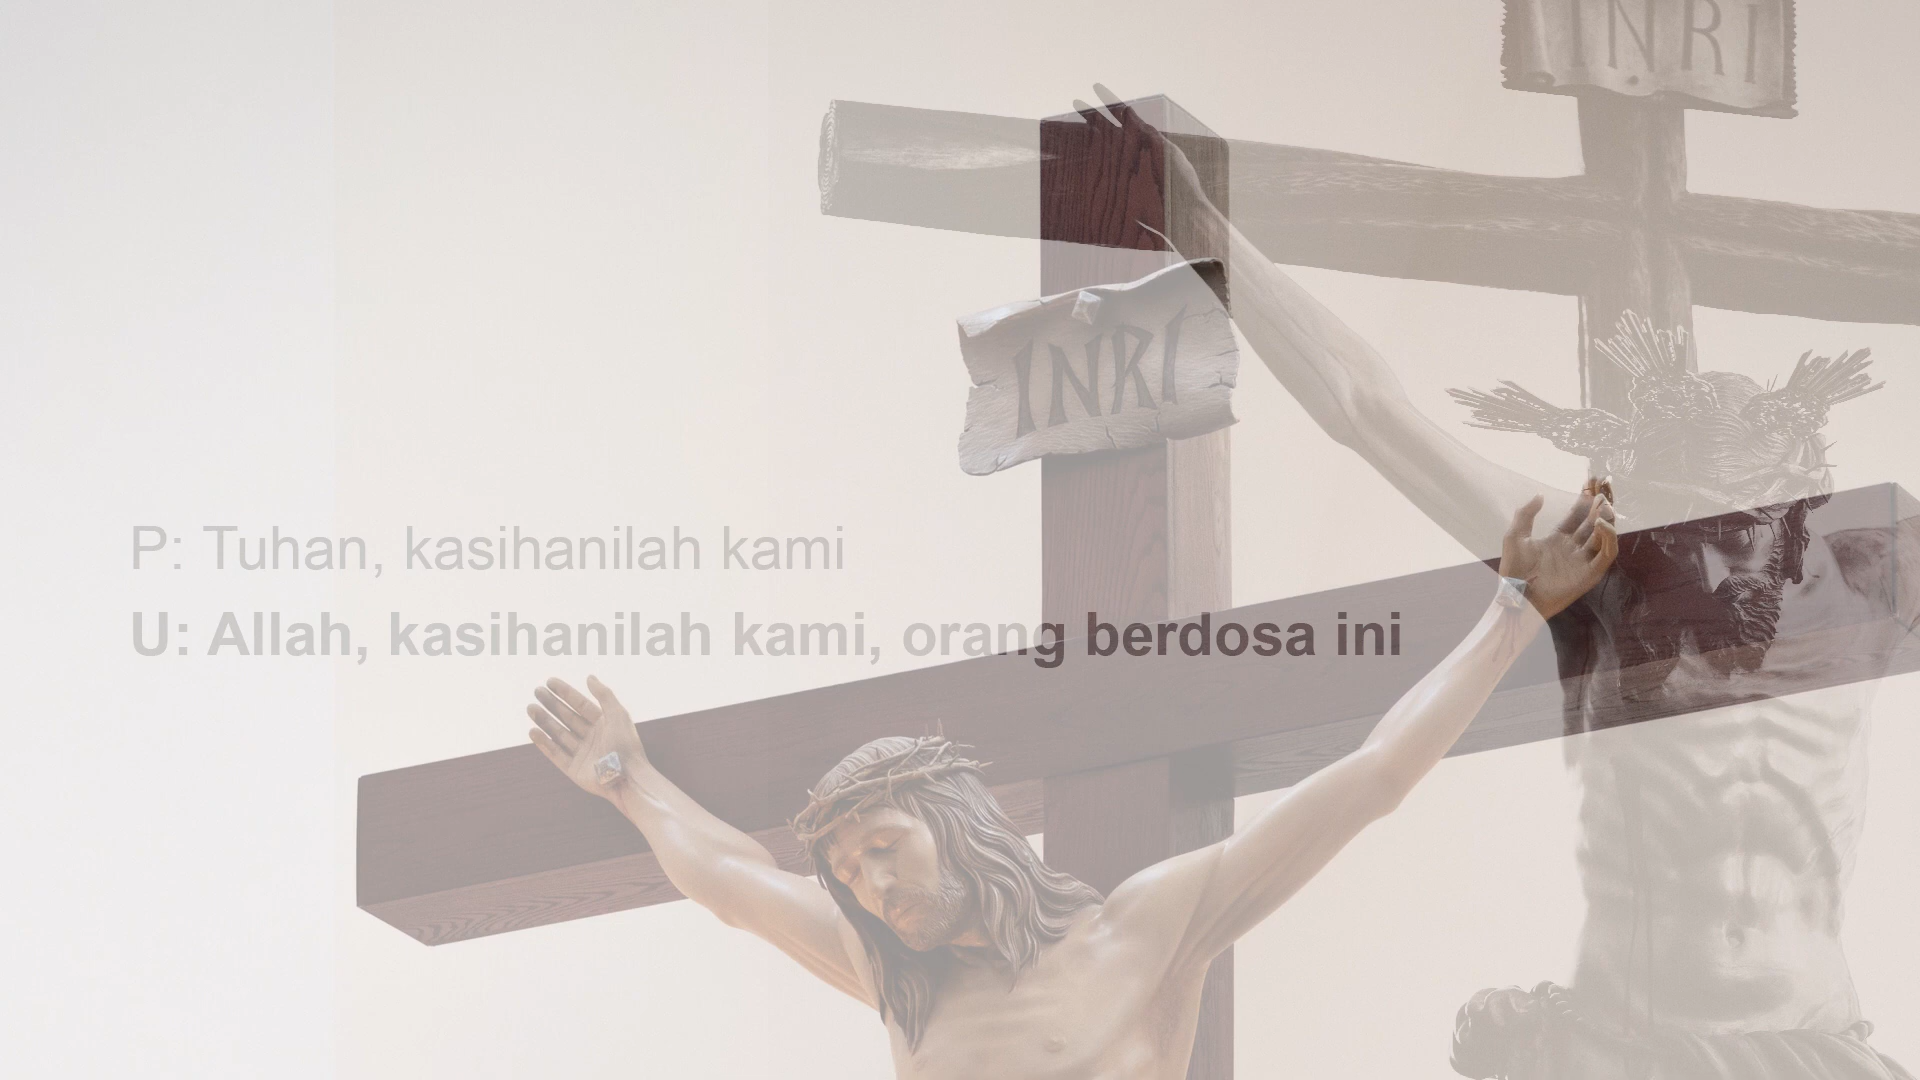 INRI
INRI
P: Tuhan, kasihanilah kami
U: Allah, kasihanilah kami, orang berdosa ini